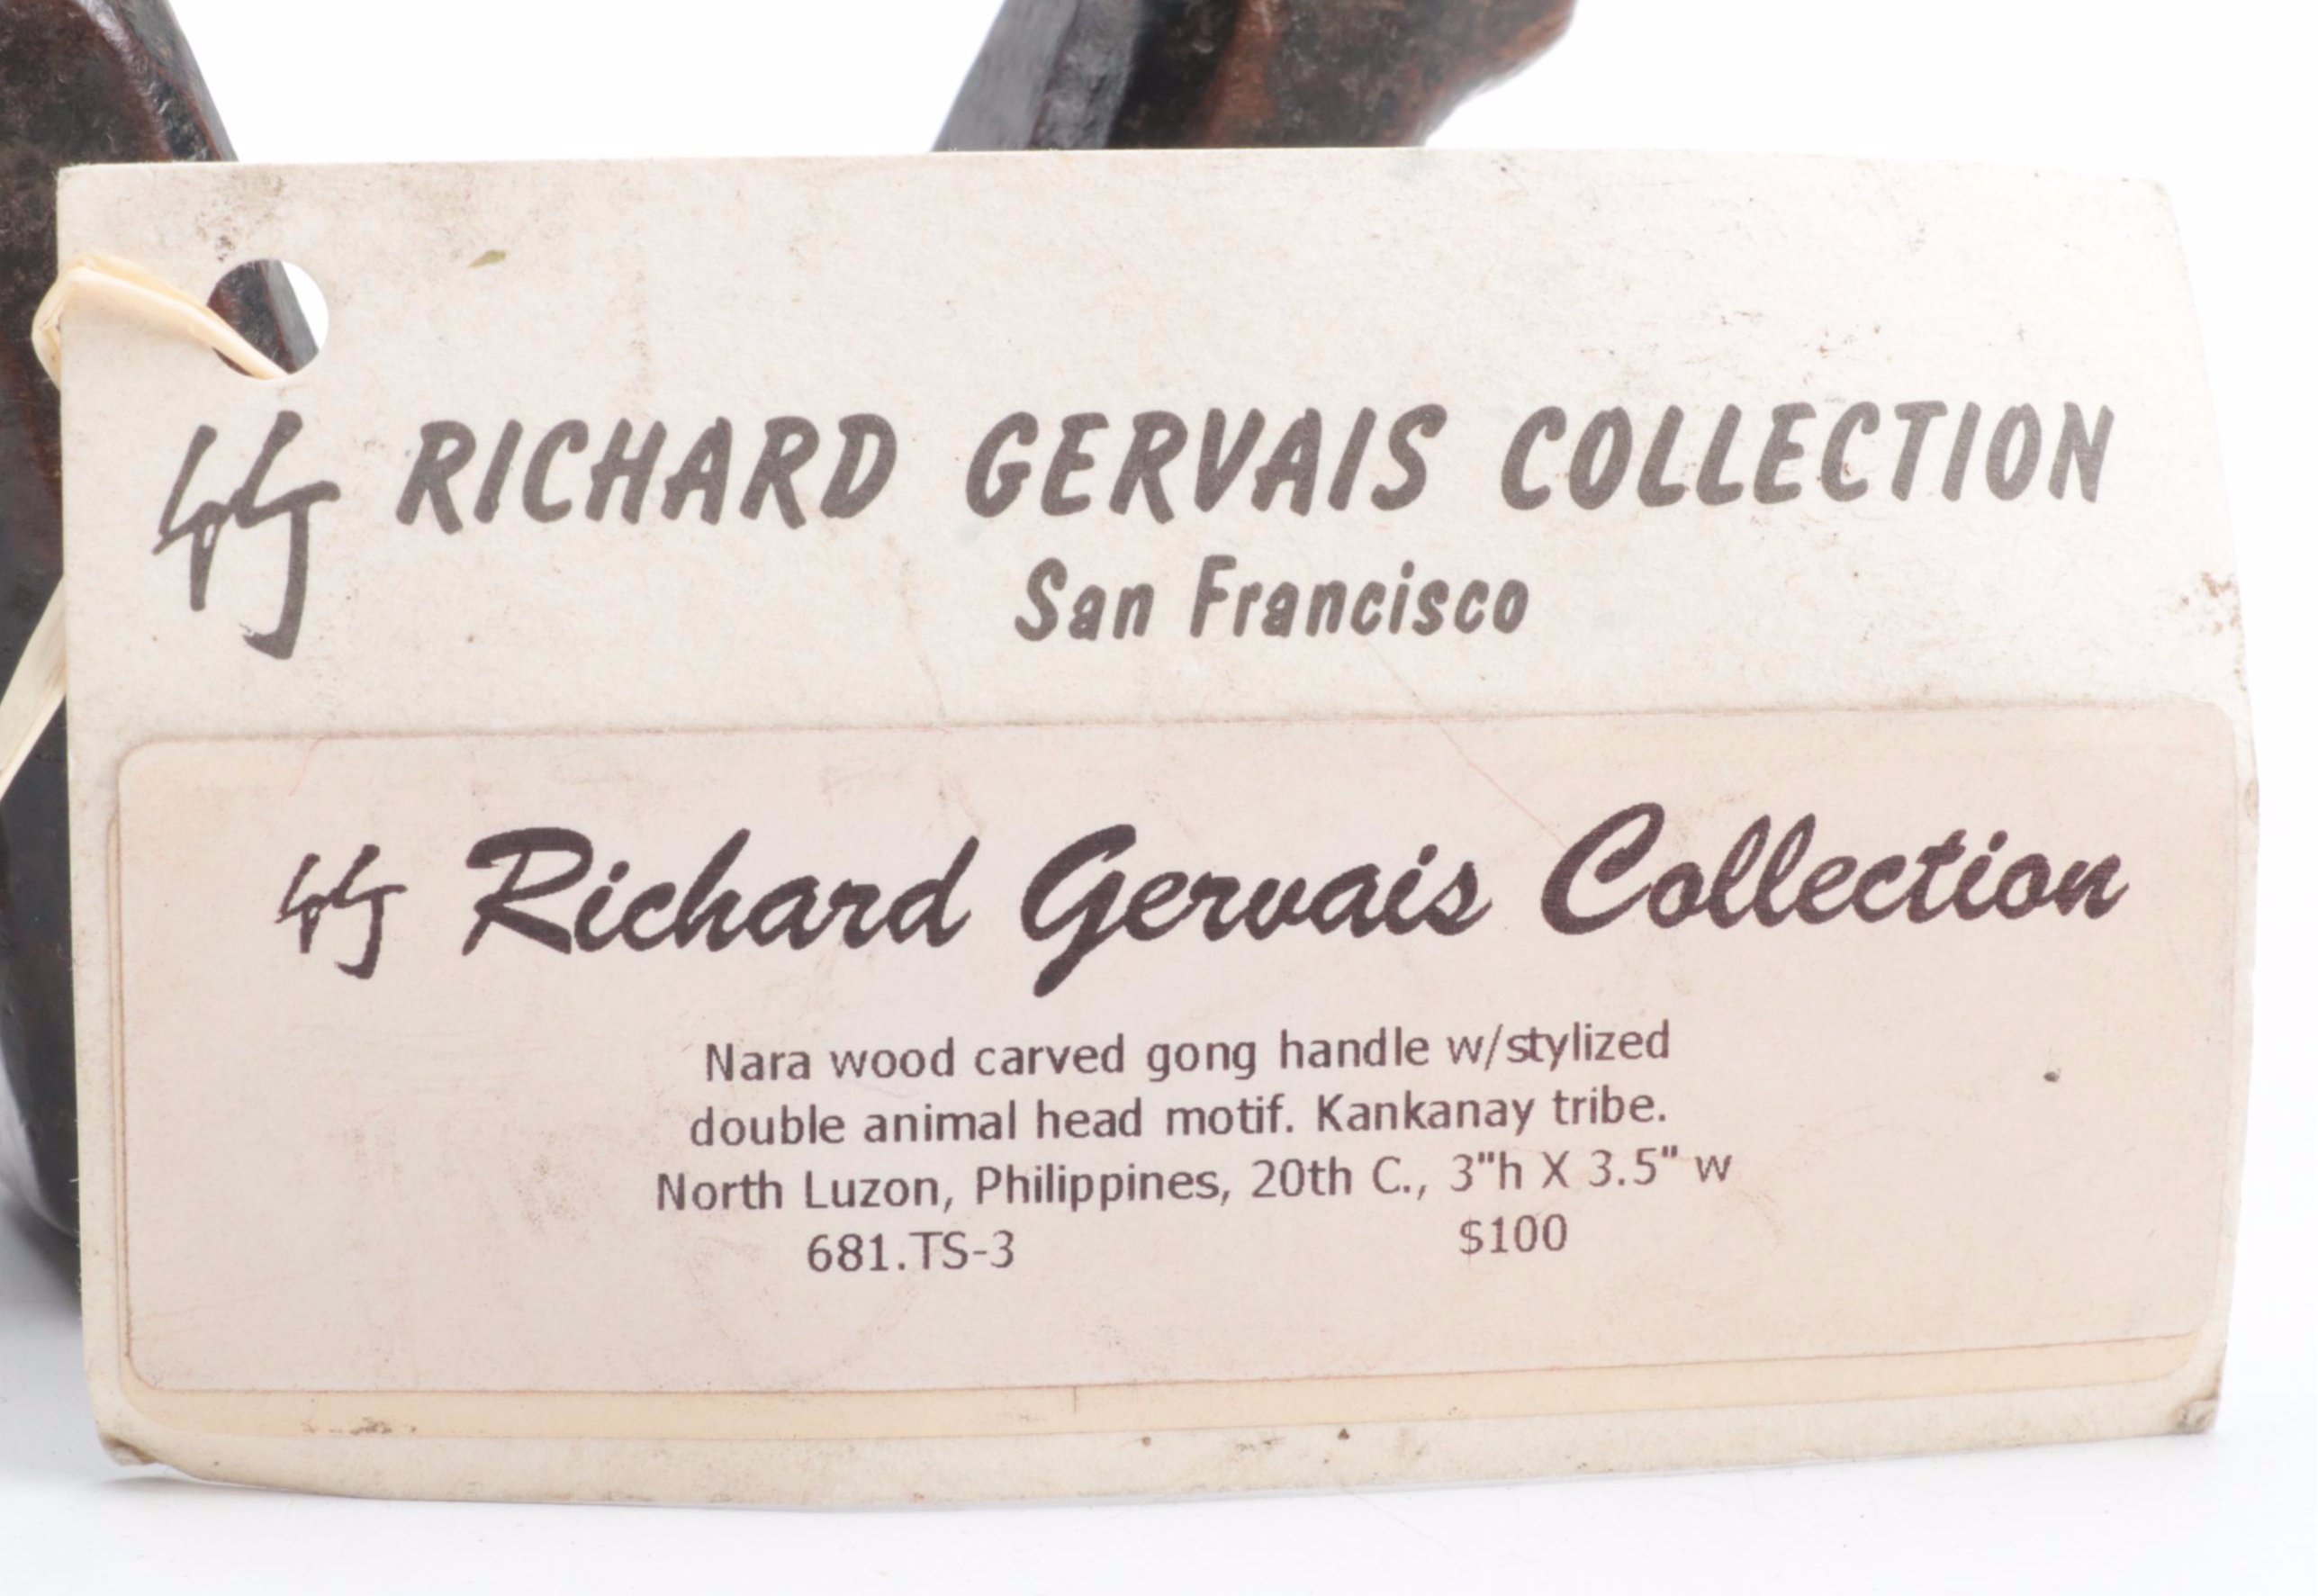 RICHARD GERVAIS COLLECTION
San Francisco
Richard Gervais Collection
Nara wood carved gong handle w/stylized
double animal head motif. Kankanay tribe.
North Luzon, Philippines, 20th C., 3"h X 3.5" w
681.TS-3 $100